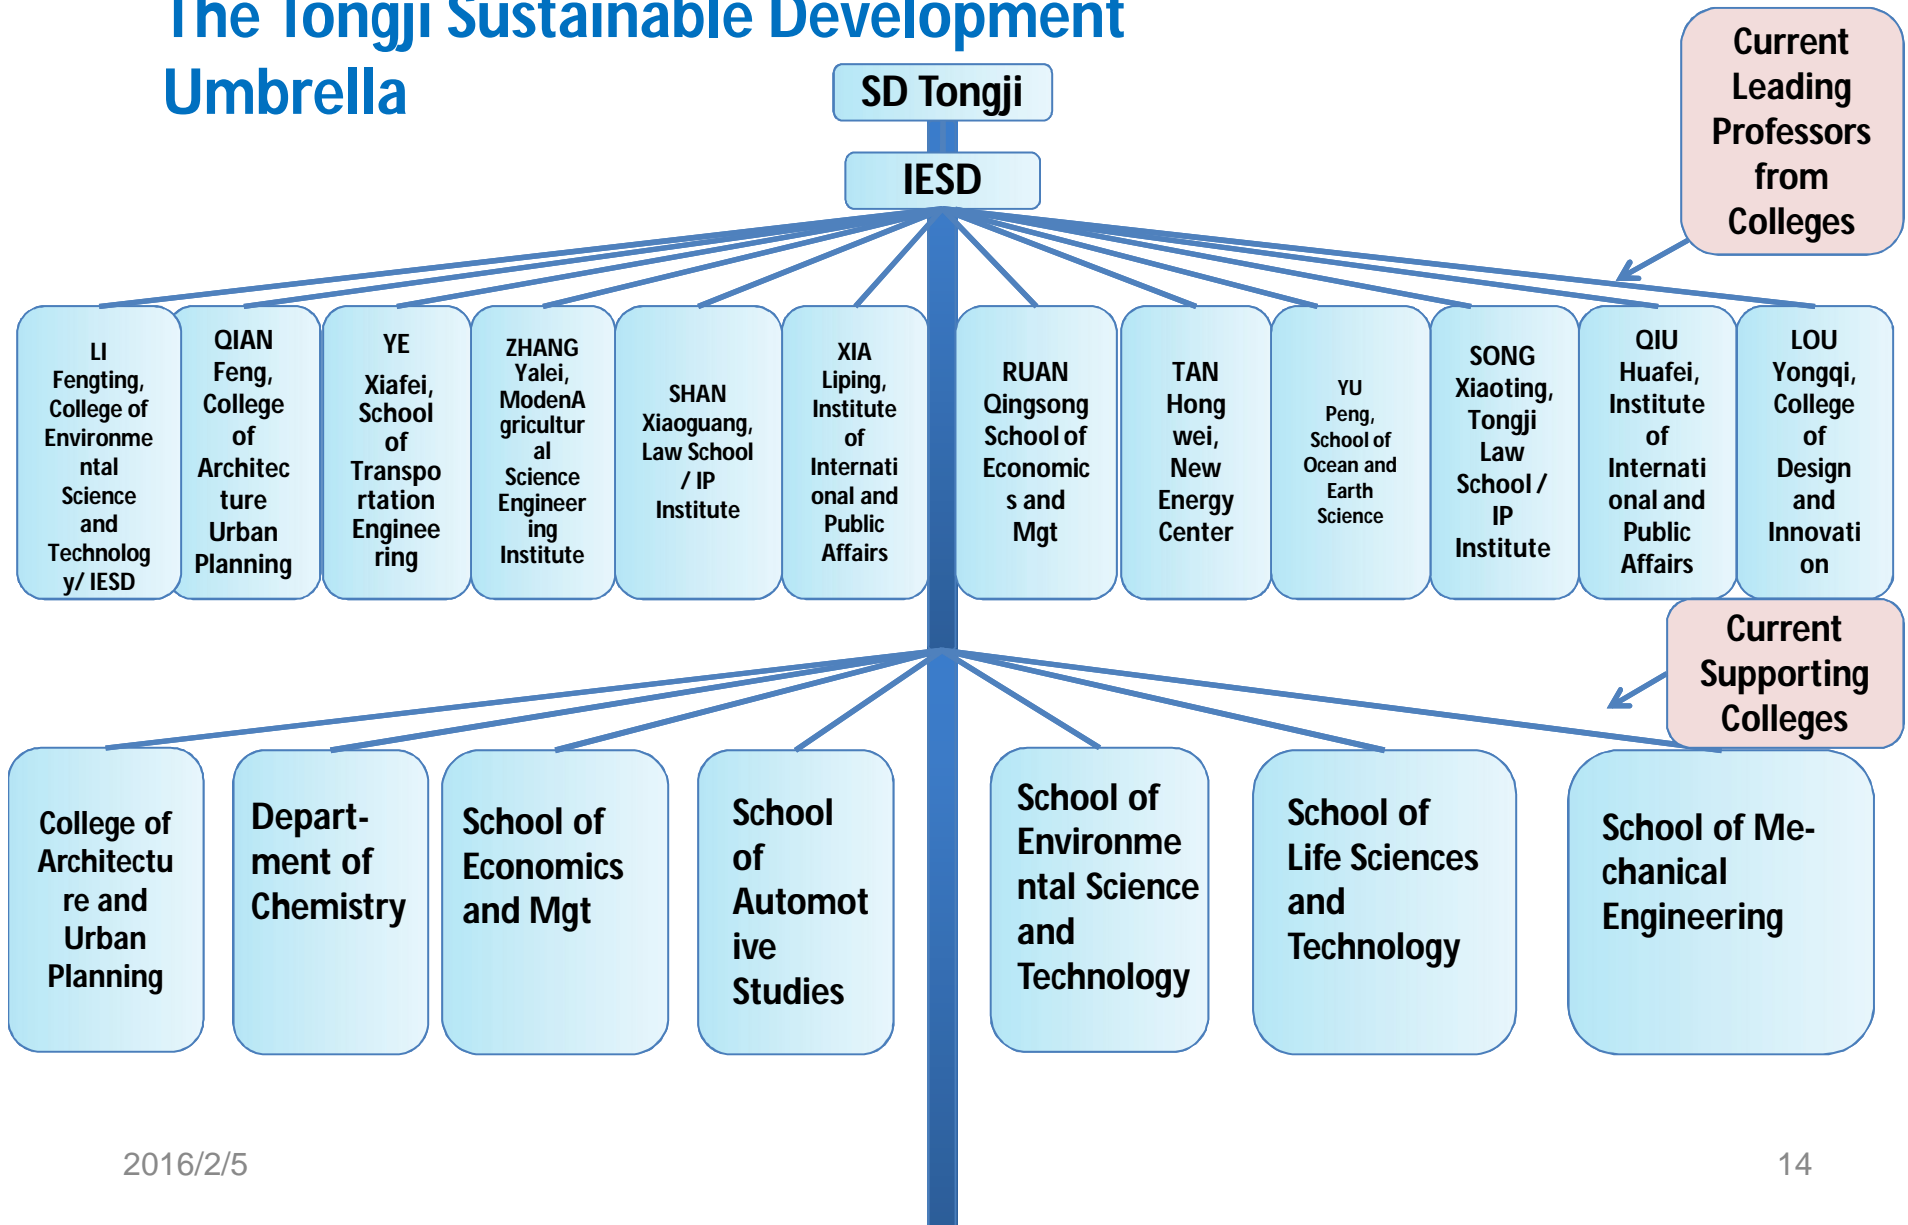 The Tongji Sustainable Development
Umbrella
SD Tongji
IESD
Current
Leading
Professors
from
Colleges
LI
Fengting,
College of
Environme
ntal
Science
and
Technolog
y/ IESD
QIAN
Feng,
College
of
Architec
ture
Urban
Planning
YE
Xiafei,
School
of
Transpo
rtation
Enginee
ring
ZHANG
Yalei,
ModenA
gricultur
al
Science
Engineer
ing
Institute
SHAN
Xiaoguang,
Law School
/ IP
Institute
XIA
Liping,
Institute
of
Internati
onal and
Public
Affairs
RUAN
Qingsong
School of
Economic
s and
Mgt
TAN
Hong
wei,
New
Energy
Center
YU
Peng,
School of
Ocean and
Earth
Science
SONG
Xiaoting,
Tongji
Law
School /
IP
Institute
QIU
Huafei,
Institute
of
Internati
onal and
Public
Affairs
LOU
Yongqi,
College
of
Design
and
Innovati
on
Current
Supporting
Colleges
College of
Architectu
re and
Urban
Planning
Depart-
ment of
Chemistry
School of
Economics
and Mgt
School
of
Automot
ive
Studies
School of
Environme
ntal Science
and
Technology
School of
Life Sciences
and
Technology
School of Me-
chanical
Engineering
2016/2/5
14